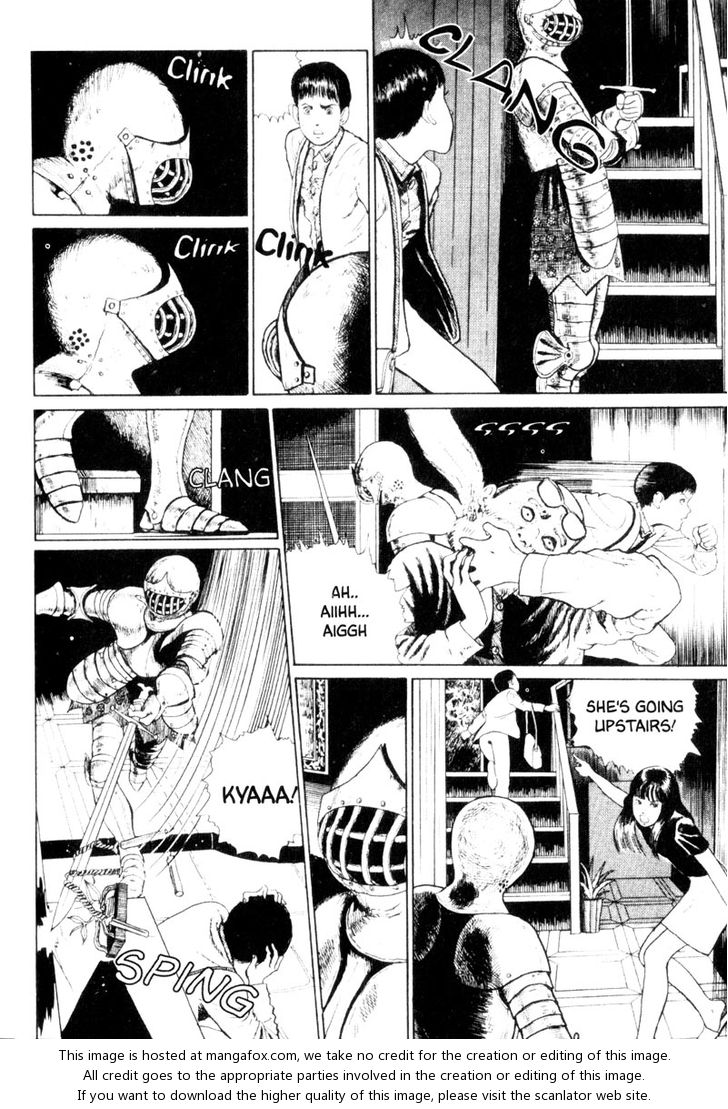 Clink
Clink
Clink
CLANG
CLANG
AH..
AIIHH...
AIGGH
KYAAA!
SPING
SHE'S GOING
UPSTAIRS!
This image is hosted at mangafox.com, we take no credit for the creation or editing of this image.
All credit goes to the appropriate parties involved in the creation or editing of this image.
If you want to download the higher quality of this image, please visit the scanlator web site.